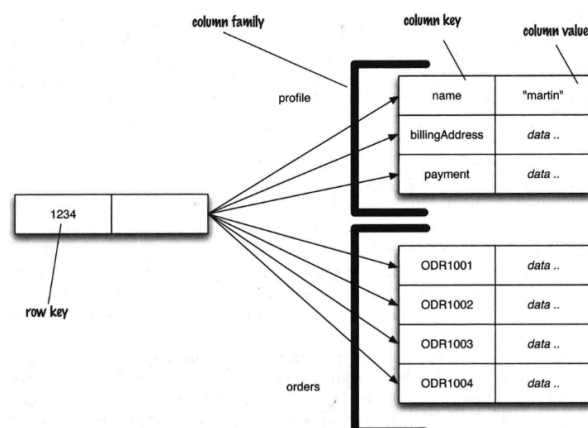 column family
column key
column value
profile
name "martin"
billingAddress data ..
payment data ..
1234
row key
ODR1001 data ..
ODR1002 data ..
ODR1003 data ..
ODR1004 data ..
orders